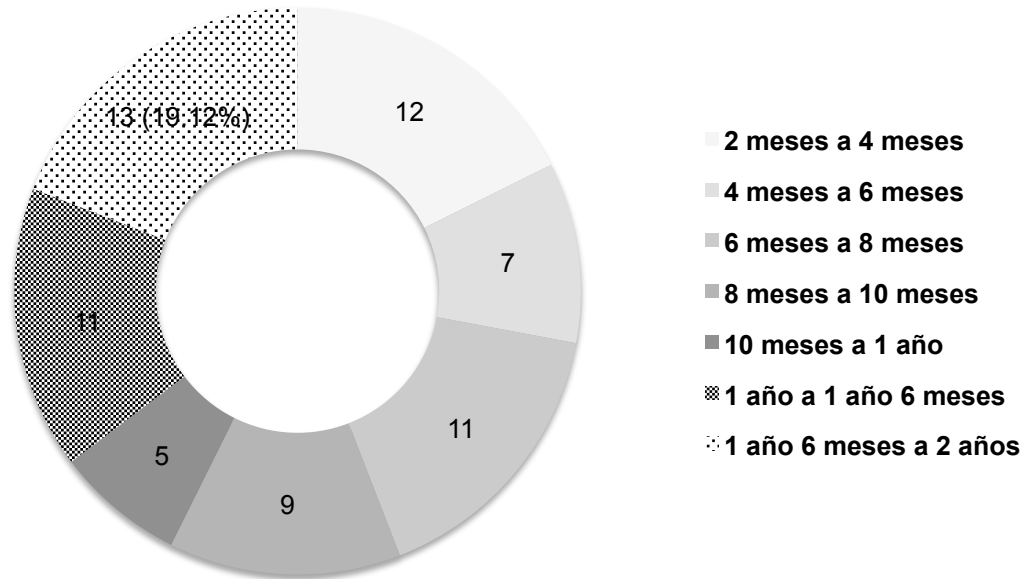 13 (19,12%)
12
7
11
11
5
9
2 meses a 4 meses
4 meses a 6 meses
6 meses a 8 meses
8 meses a 10 meses
10 meses a 1 año
1 año a 1 año 6 meses
1 año 6 meses a 2 años